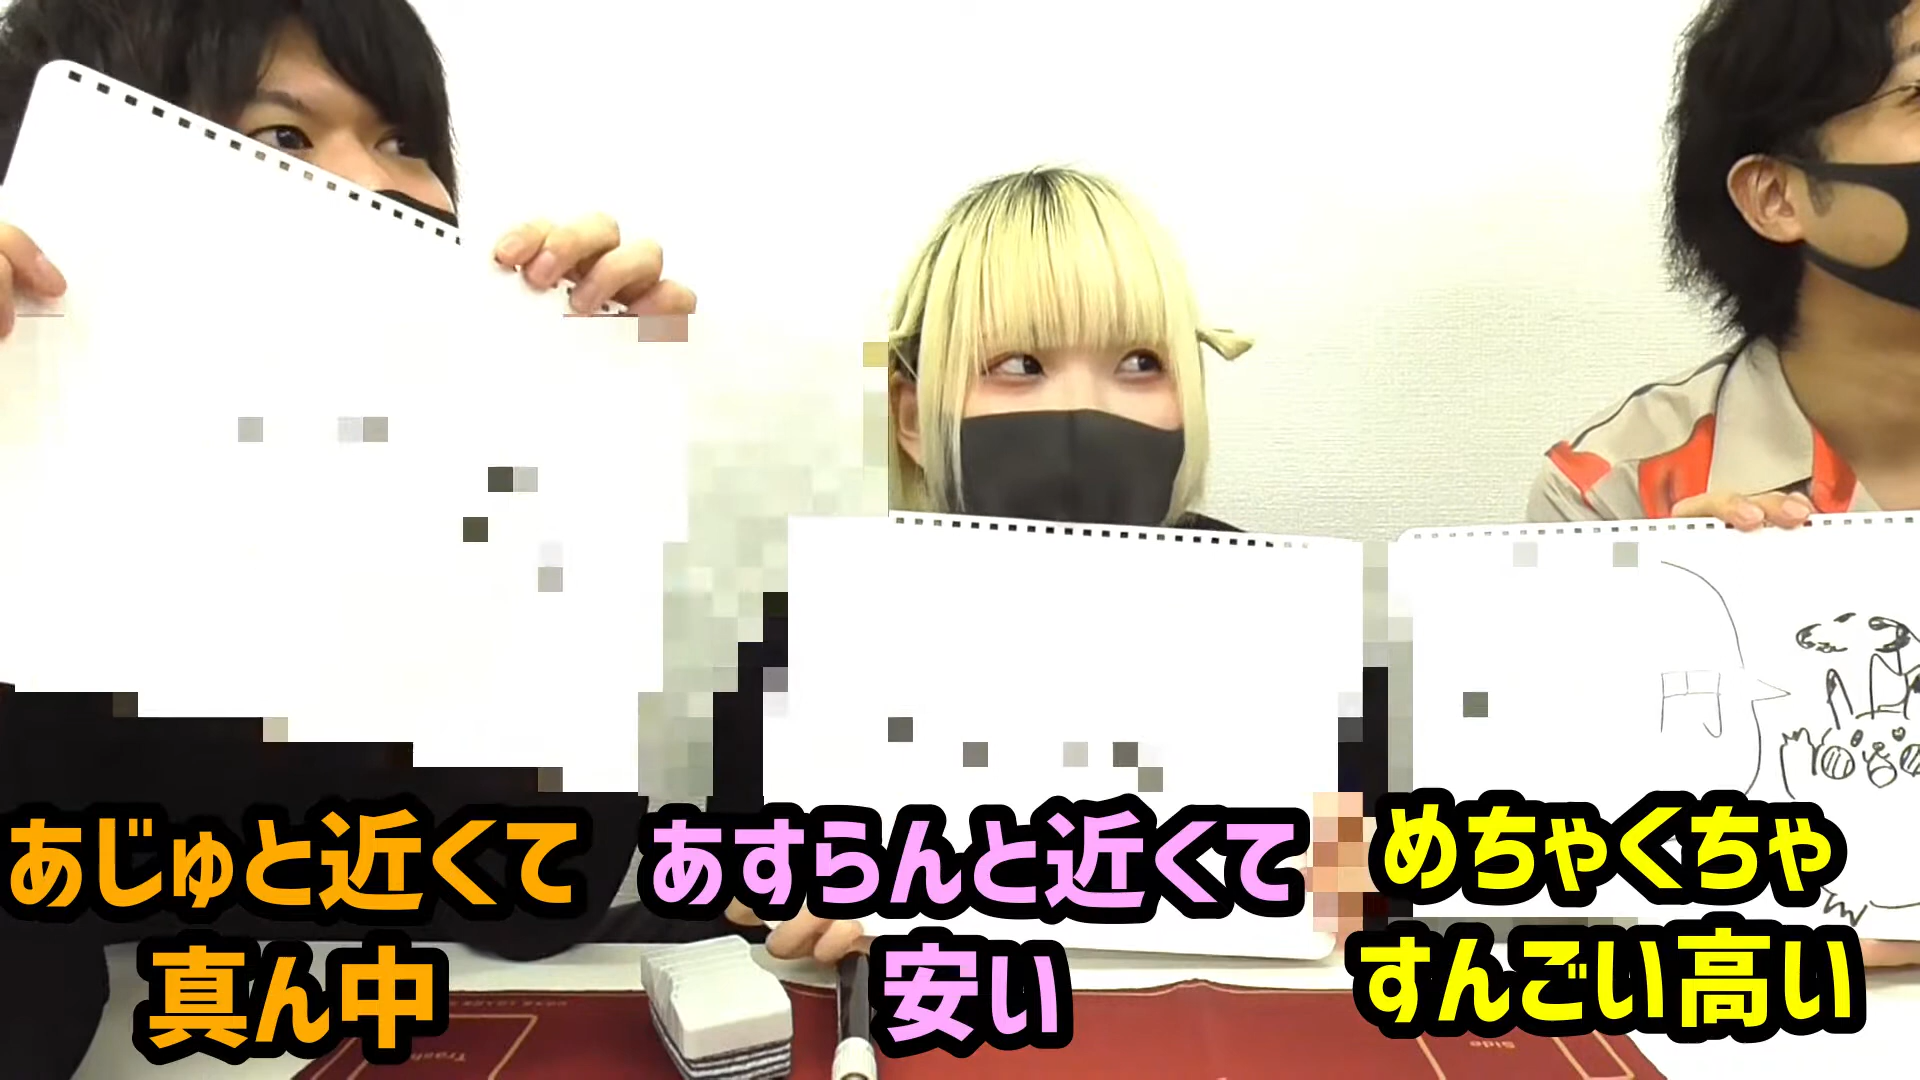 あじゅと近くて
真ん中
あすらんと近くて
安い
めちゃくちゃ
すんごい高い
円
Side